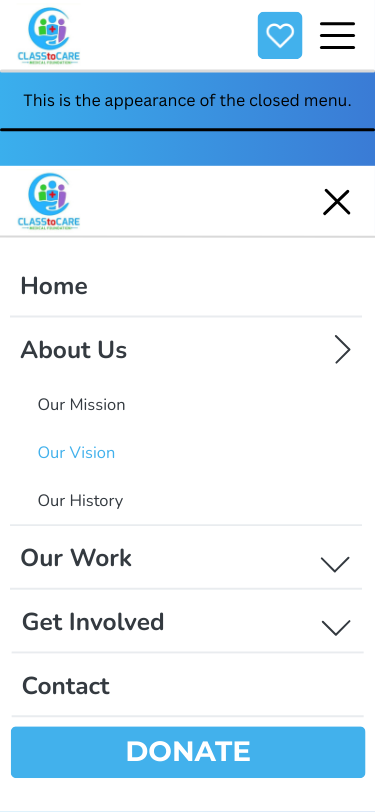 CLASStoCARE
MEDICAL FOUNDATION
This is the appearance of the closed menu.
CLASStoCARE
MEDICAL FOUNDATION
Home
About Us
Our Mission
Our Vision
Our History
Our Work
Get Involved
Contact
DONATE